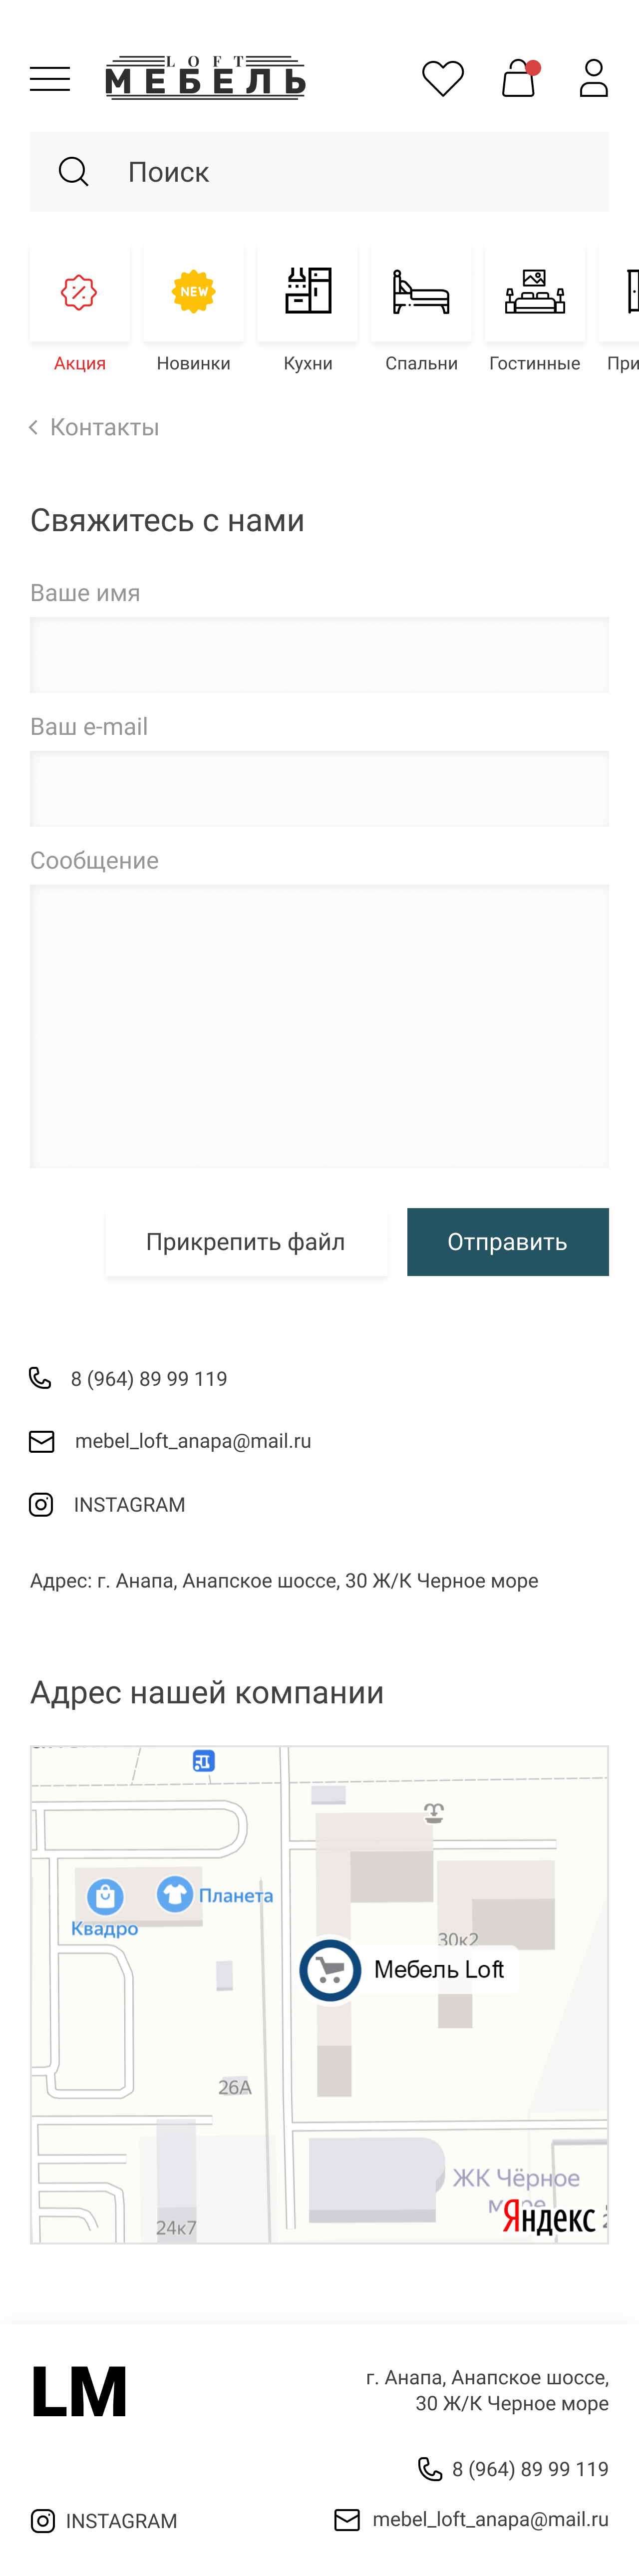 LOFT
МЕБЕЛЬ
Поиск
NEW
Акция
Новинки
Кухни
Спальни
Гостинные
При
Контакты
Свяжитесь с нами
Ваше имя
Ваш e-mail
Сообщение
Прикрепить файл
Отправить
8 (964) 89 99 119
mebel_loft_anapa@mail.ru
INSTAGRAM
Адрес: г. Анапа, Анапское шоссе, 30 Ж/К Черное море
Адрес нашей компании
Планета
Квадро
30к2
Мебель Loft
26А
ЖК Чёрное
море
Яндекс
24к7
LM
г. Анапа, Анапское шоссе,
30 Ж/К Черное море
8 (964) 89 99 119
INSTAGRAM
mebel_loft_anapa@mail.ru